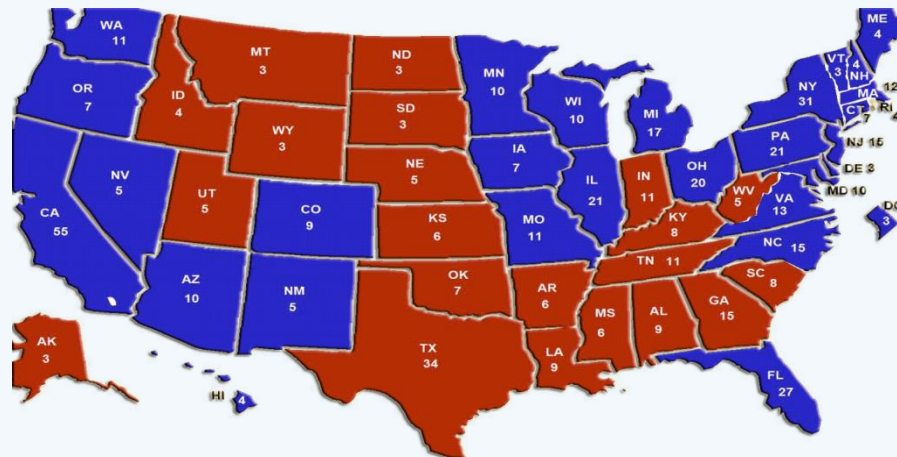 WA
11
OR
7
CA
55
NV
5
ID
4
MT
3
WY
3
UT
5
AZ
10
CO
9
NM
5
ND
3
SD
3
NE
5
KS
6
OK
7
TX
34
MN
10
IA
7
MO
11
AR
6
LA
9
WI
10
IL
21
MI
17
IN
11
OH
20
KY
8
TN 11
MS
6
AL
9
GA
15
FL
27
SC
8
NC 15
VA
13
WV
5
PA
21
NY
31
VT
3
4
NH
ME
4
MA
12
RI
4
CT
7
NJ 15
DE 3
MD 10
DC
3
AK
3
HI
4